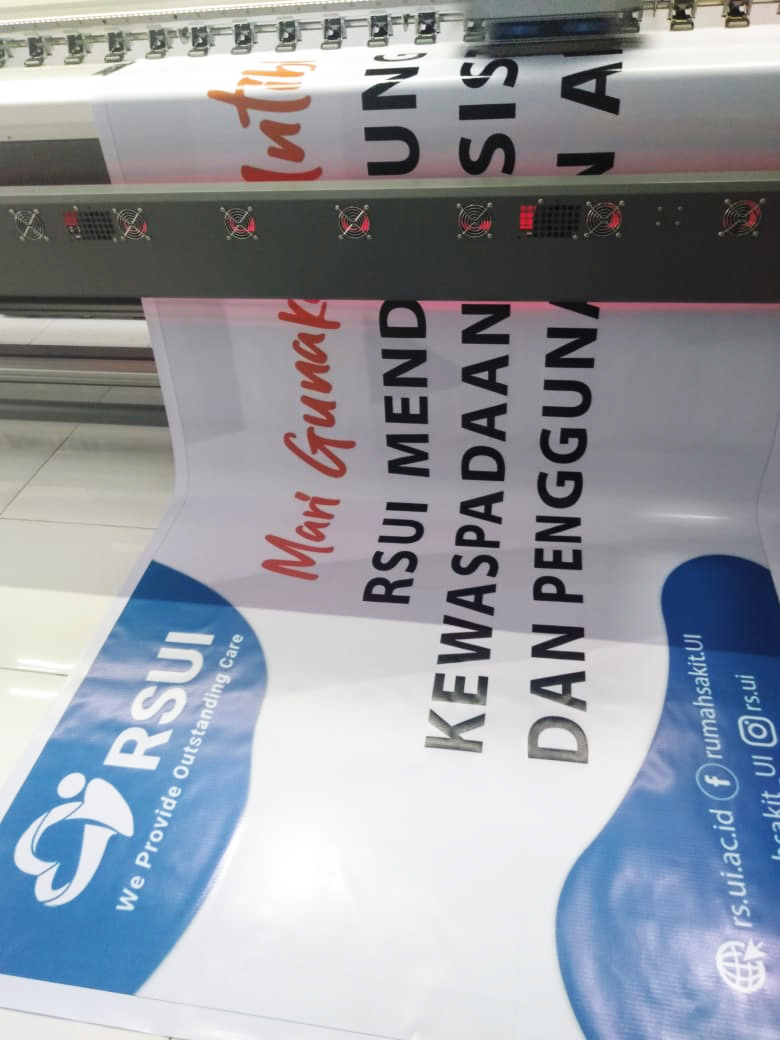 RSUI
We Provide Outstanding Care
Mari Gunak
RSUI MEND UNG
KEWASPADAAN SIS
DAN PENGGUNA N A
rs.ui.ac.id rumahsakit.UI
UI rs.ui